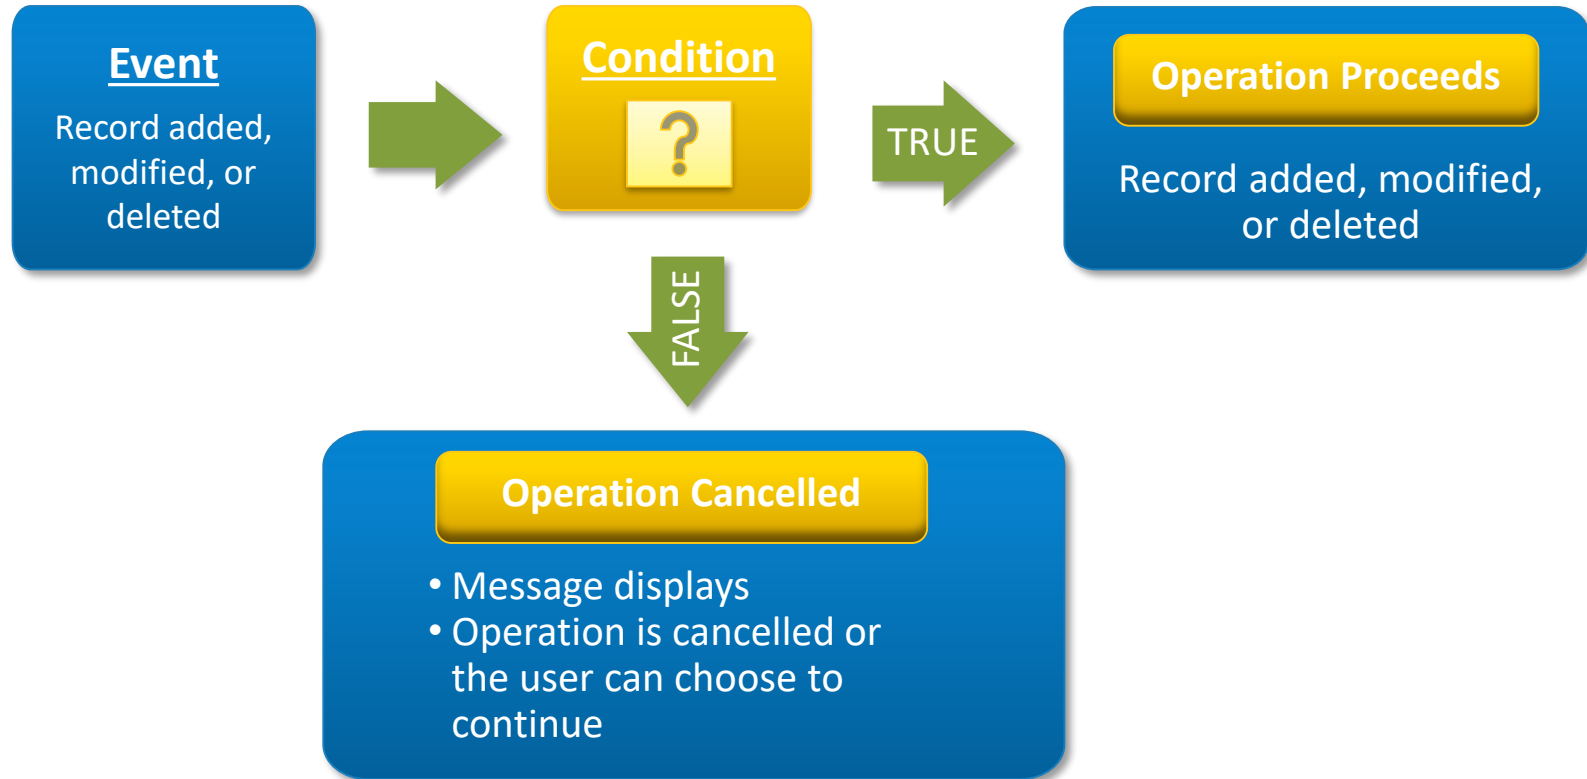 Event
Record added,
modified, or
deleted
Condition
?
TRUE
Operation Proceeds
Record added, modified,
or deleted
FALSE
Operation Cancelled
• Message displays
• Operation is cancelled or
the user can choose to
continue